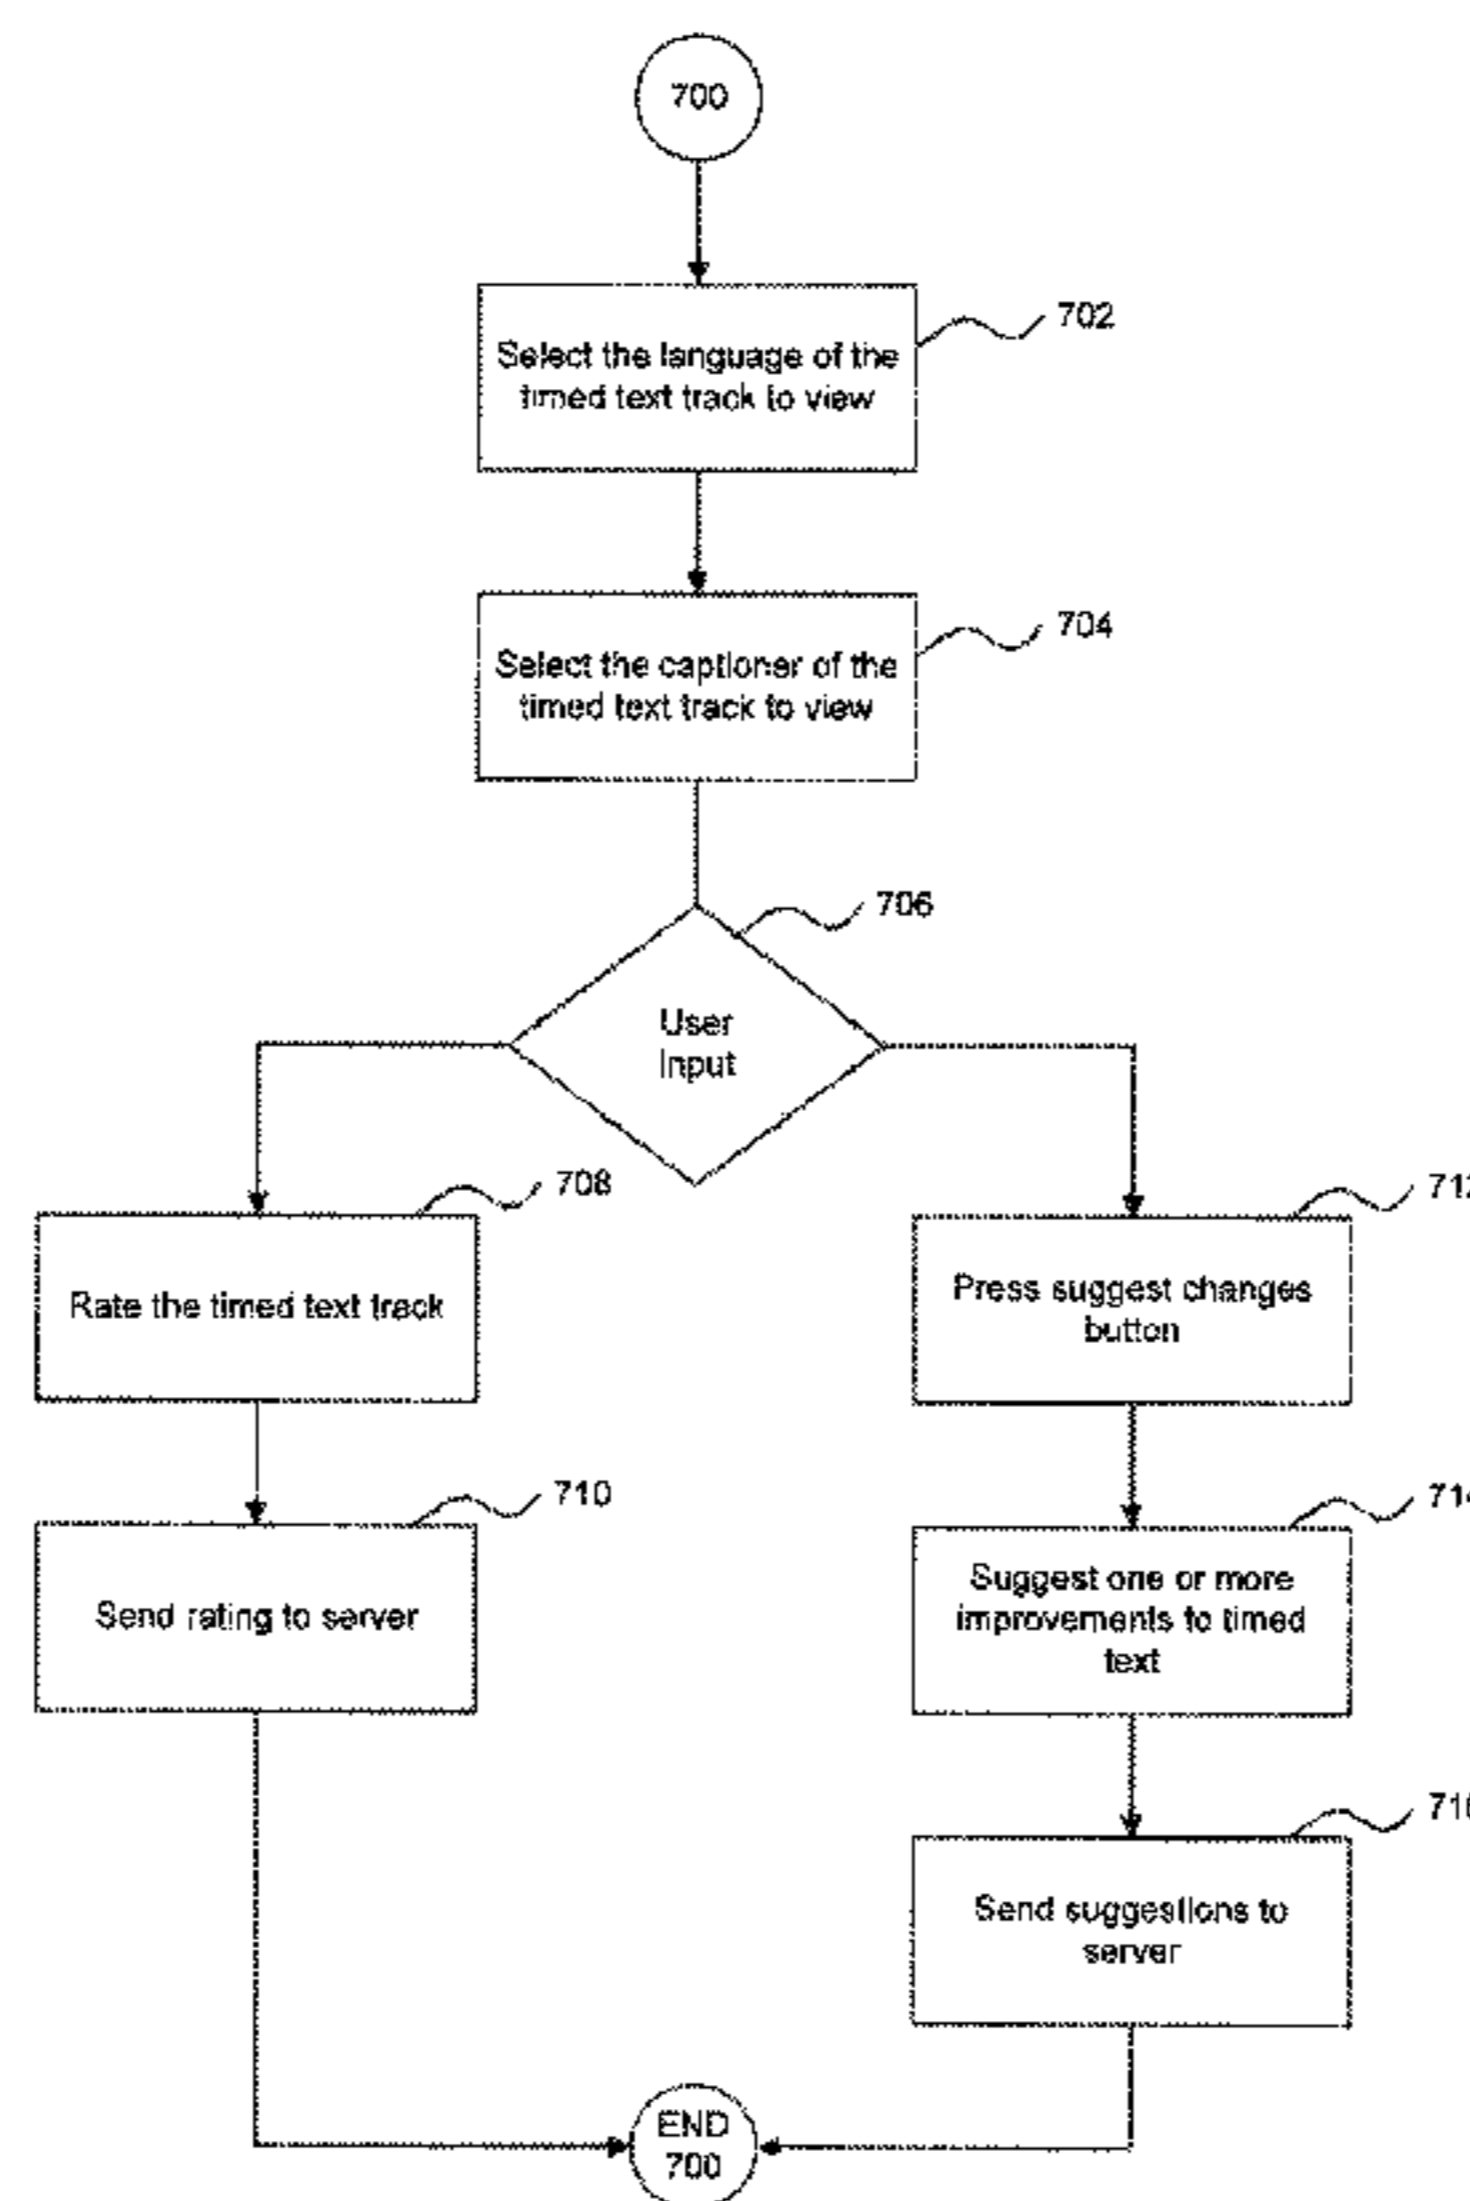 700
Select the language of the
timed text track to view
702
Select the captioner of the
timed text track to view
704
706
User
Input
708
Rate the timed text track
Press suggest changes
button
710
Send rating to server
714
Suggest one or more
improvements to timed
text
Send suggestions to
server
END
700